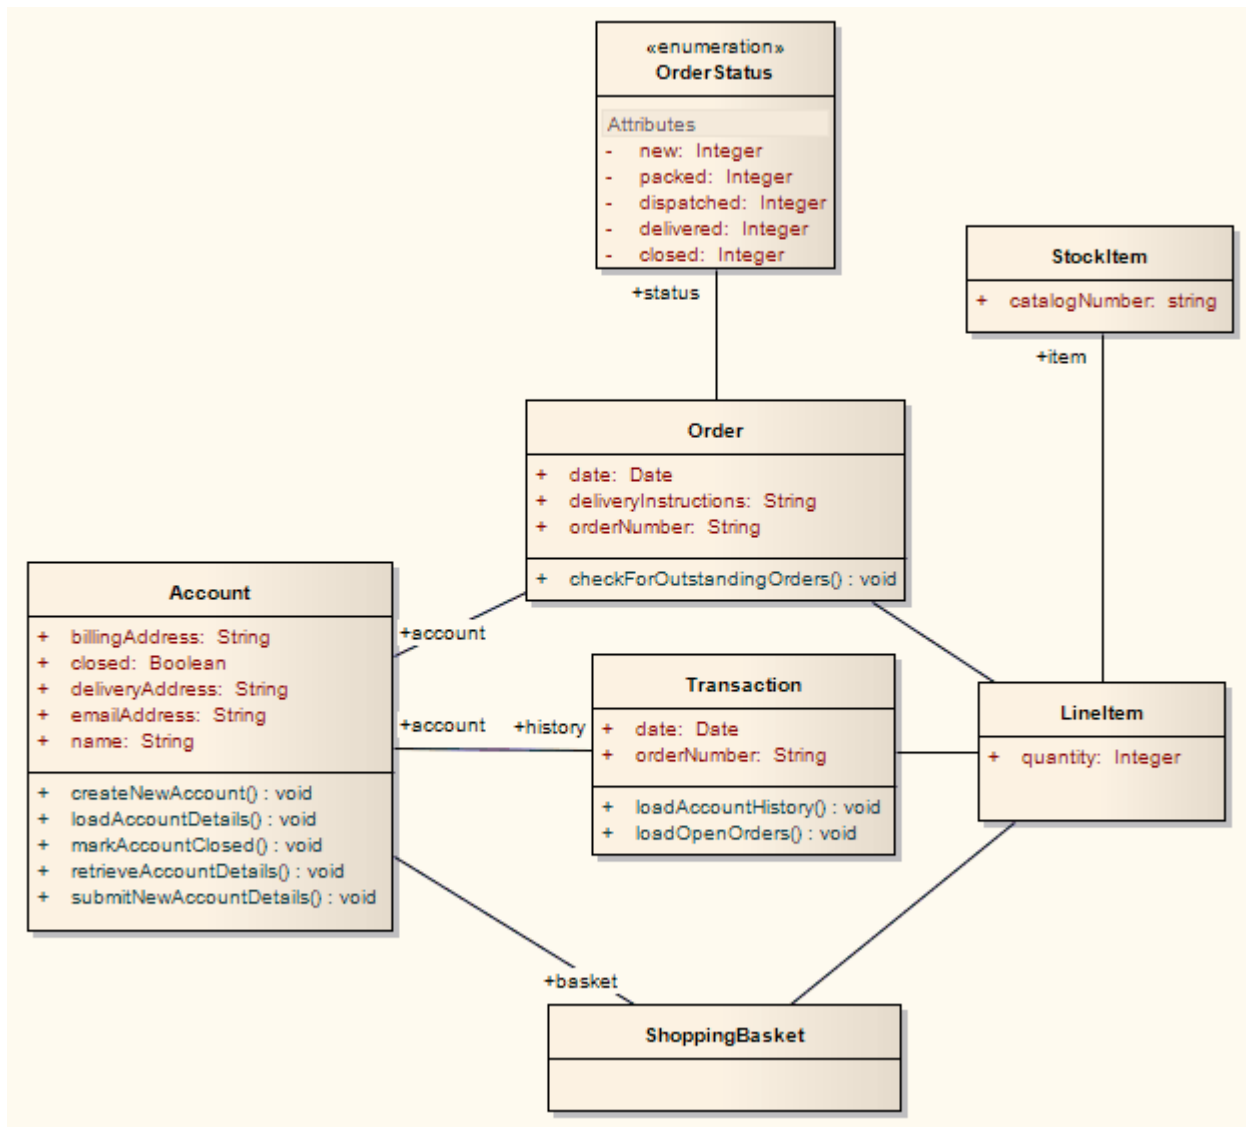 «enumeration»
OrderStatus
Attributes
- new: Integer
- packed: Integer
- dispatched: Integer
- delivered: Integer
- closed: Integer
+status
StockItem
+ catalogNumber: string
+item
Order
+ date: Date
+ deliveryInstructions: String
+ orderNumber: String
+ checkForOutstandingOrders() : void
Account
+ billingAddress: String
+ closed: Boolean
+ deliveryAddress: String
+ emailAddress: String
+ name: String
+ createNewAccount() : void
+ loadAccountDetails() : void
+ markAccountClosed() : void
+ retrieveAccountDetails() : void
+ submitNewAccountDetails() : void
+account
+account
+history
Transaction
+ date: Date
+ orderNumber: String
+ loadAccountHistory() : void
+ loadOpenOrders() : void
LineItem
+ quantity: Integer
+basket
ShoppingBasket